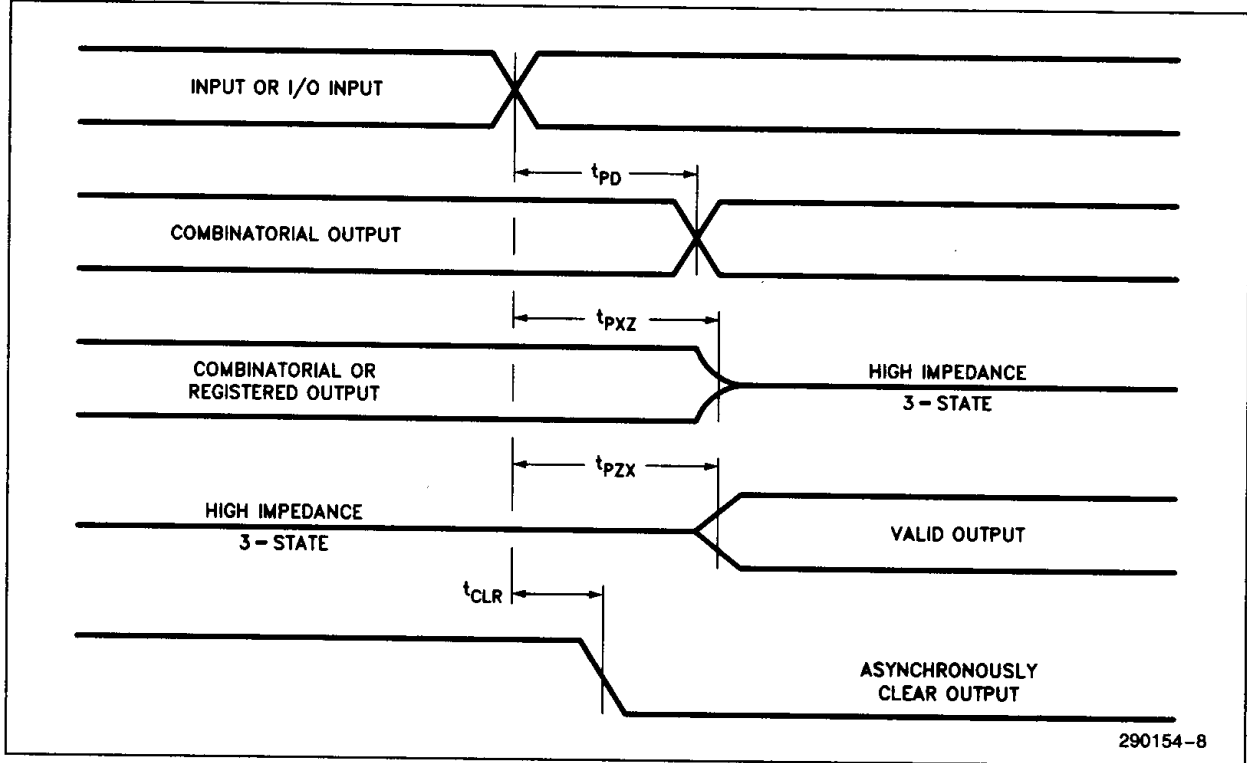 INPUT OR I/O INPUT
tPD
COMBINATORIAL OUTPUT
tPXZ
COMBINATORIAL OR
REGISTERED OUTPUT
HIGH IMPEDANCE
3-STATE
tPZX
HIGH IMPEDANCE
3-STATE
VALID OUTPUT
tCLR
ASYNCHRONOUSLY
CLEAR OUTPUT
290154-8